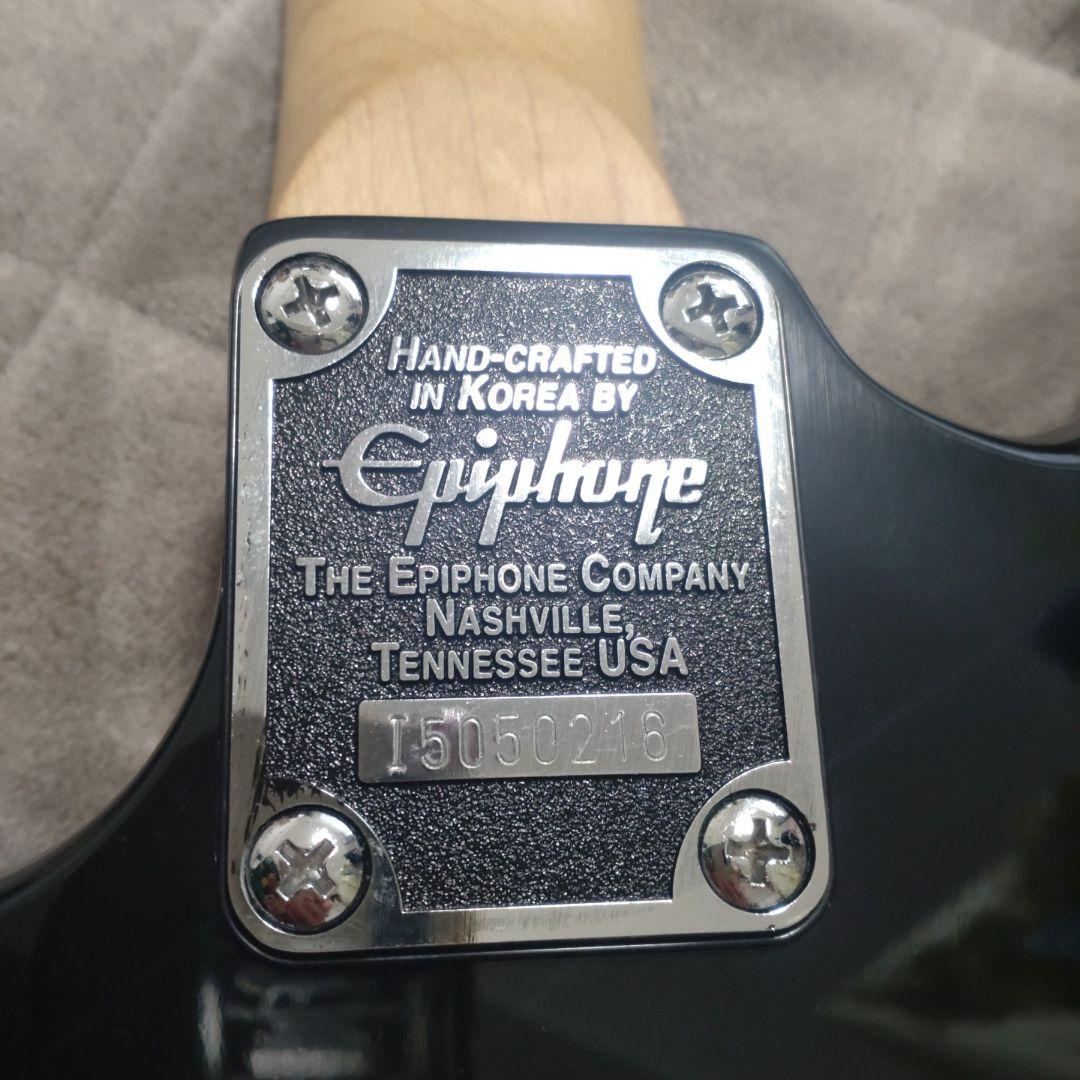 HAND-CRAFTED
IN KOREA BY
Epiphone
THE EPIPHONE COMPANY
NASHVILLE,
TENNESSEE USA
I5050216